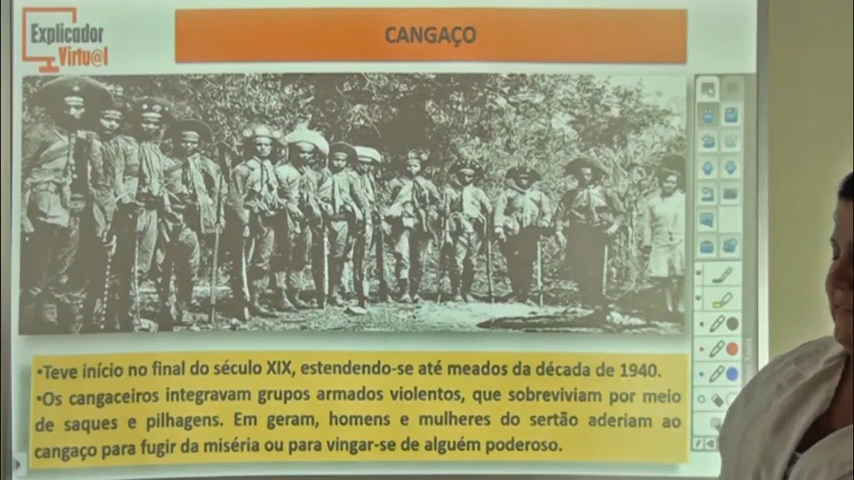 Explicador
Virtu@l
CANGAÇO
•Teve início no final do século XIX, estendendo-se até meados da década de 1940.
•Os cangaceiros integravam grupos armados violentos, que sobreviviam por meio
de saques e pilhagens. Em geram, homens e mulheres do sertão aderiam ao
cangaço para fugir da miséria ou para vingar-se de alguém poderoso.